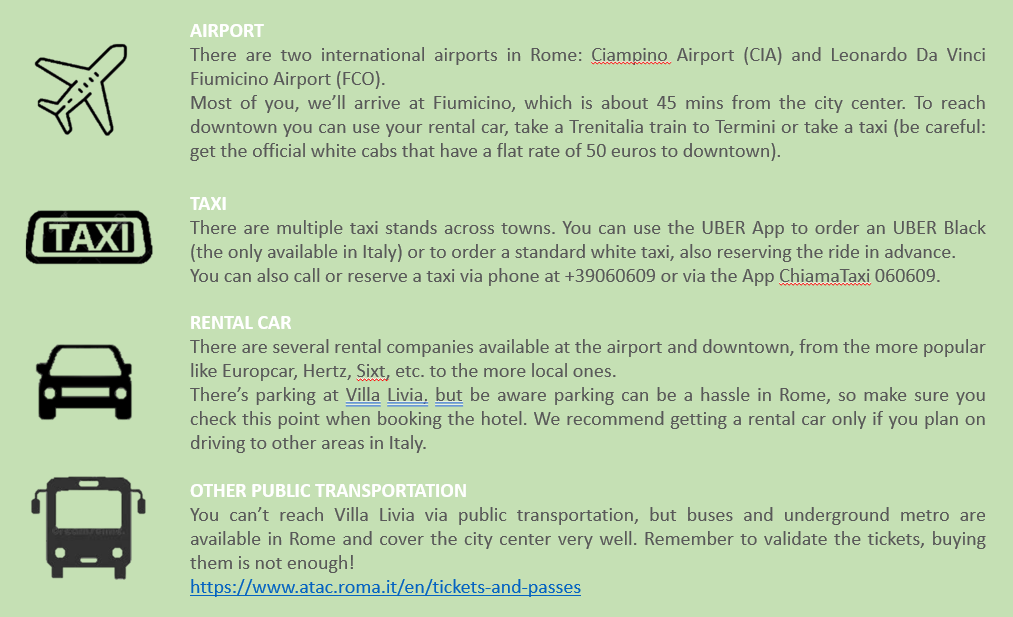 AIRPORT
There are two international airports in Rome: Ciampino Airport (CIA) and Leonardo Da Vinci
Fiumicino Airport (FCO).
Most of you, we’ll arrive at Fiumicino, which is about 45 mins from the city center. To reach
downtown you can use your rental car, take a Trenitalia train to Termini or take a taxi (be careful:
get the official white cabs that have a flat rate of 50 euros to downtown).
TAXI
TAXI
There are multiple taxi stands across towns. You can use the UBER App to order an UBER Black
(the only available in Italy) or to order a standard white taxi, also reserving the ride in advance.
You can also call or reserve a taxi via phone at +39060609 or via the App ChiamaTaxi 060609.
RENTAL CAR
There are several rental companies available at the airport and downtown, from the more popular
like Europcar, Hertz, Sixt, etc. to the more local ones.
There’s parking at Villa Livia, but be aware parking can be a hassle in Rome, so make sure you
check this point when booking the hotel. We recommend getting a rental car only if you plan on
driving to other areas in Italy.
OTHER PUBLIC TRANSPORTATION
You can’t reach Villa Livia via public transportation, but buses and underground metro are
available in Rome and cover the city center very well. Remember to validate the tickets, buying
them is not enough!
https://www.atac.roma.it/en/tickets-and-passes